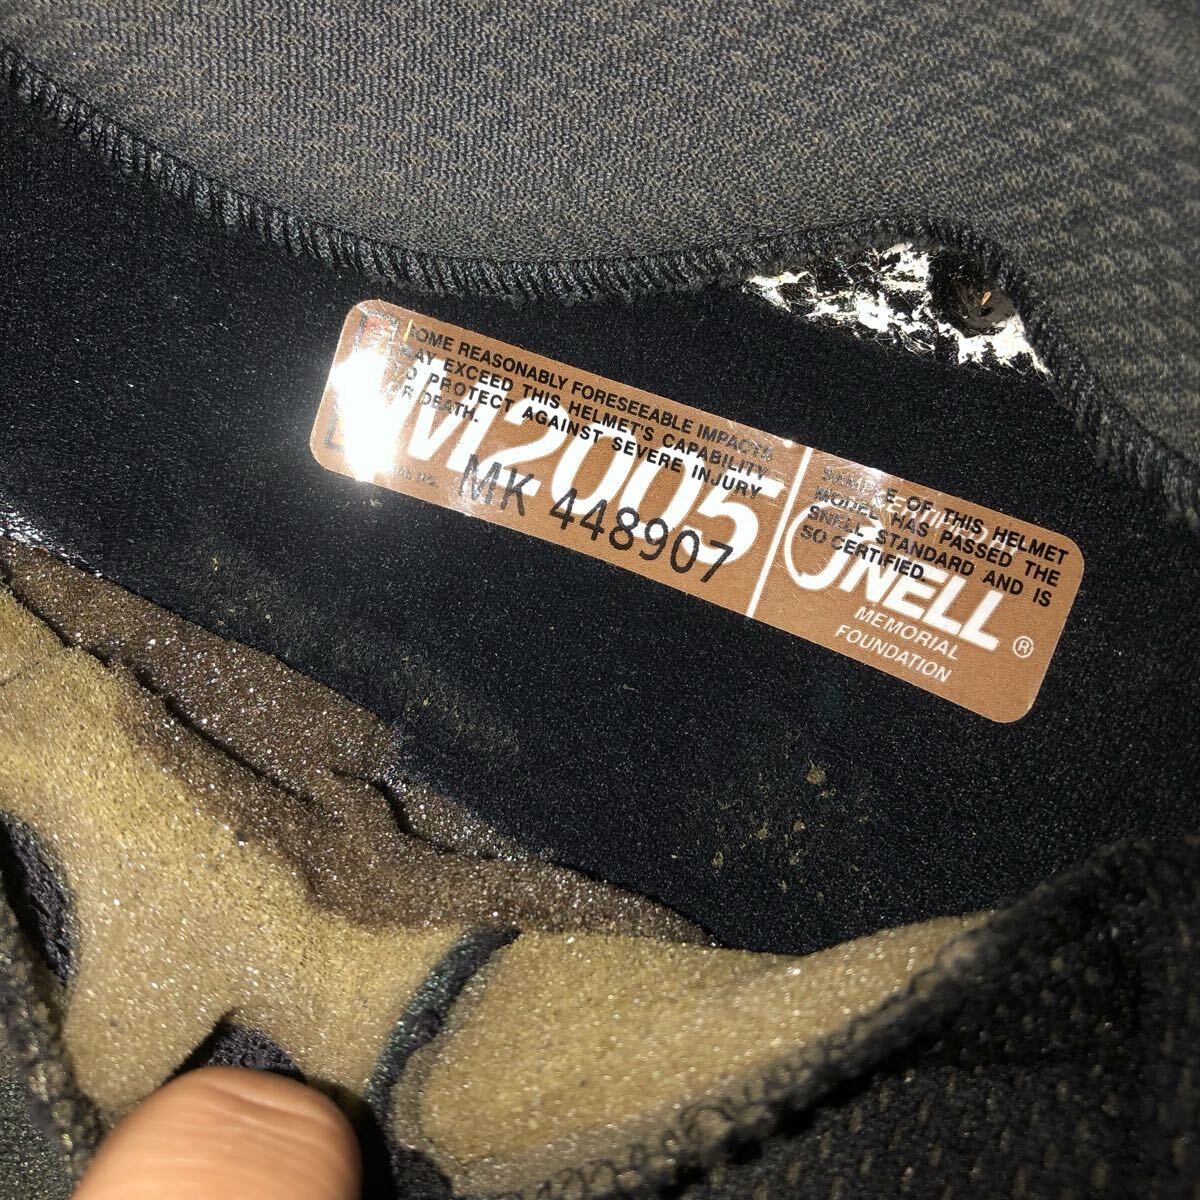 SOME REASONABLY FORESEEABLE IMPACTS
MAY EXCEED THIS HELMET'S CAPABILITY
TO PROTECT AGAINST SEVERE INJURY
OR DEATH.
M2005
MK 448907
SAMPLE OF THIS HELMET
MODEL HAS PASSED THE
SNELL STANDARD AND IS
SO CERTIFIED.
SNELL®
MEMORIAL
FOUNDATION